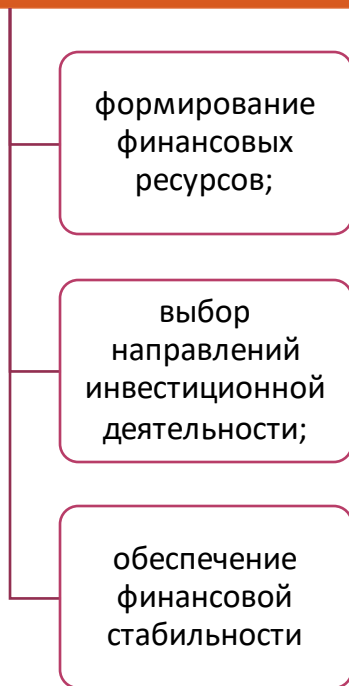 формирование
финансовых
ресурсов;
выбор
направлений
инвестиционной
деятельности;
обеспечение
финансовой
стабильности